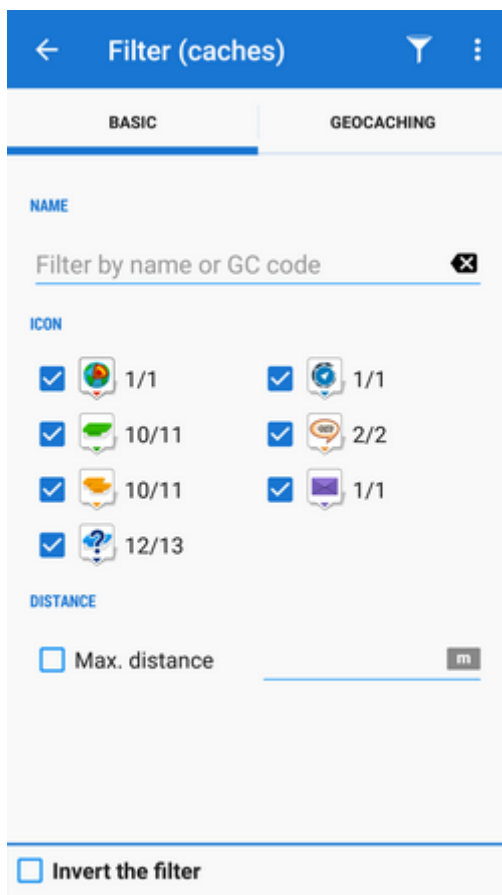 Filter (caches)
BASIC GEOCACHING
NAME
Filter by name or GC code
ICON
1/1 1/1
10/11 2/2
10/11 1/1
12/13
DISTANCE
Max. distance m
Invert the filter